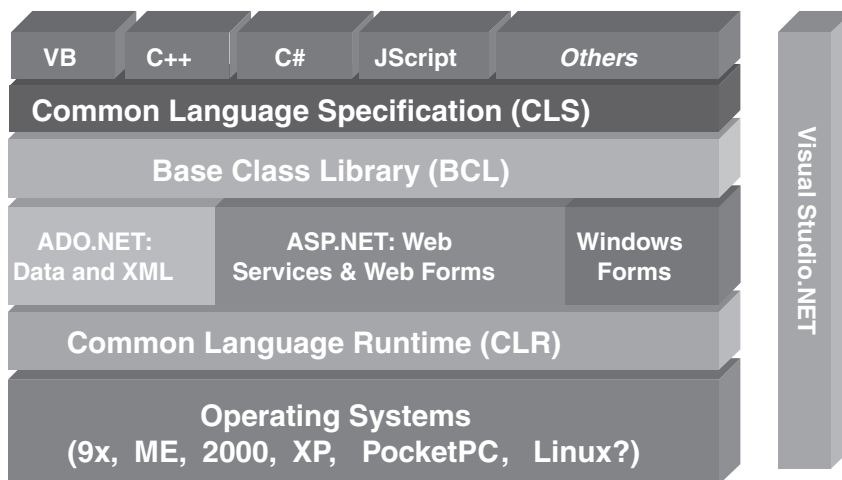 VB C++ C# JScript Others
Common Language Specification (CLS)
Base Class Library (BCL)
ADO.NET:
Data and XML
ASP.NET: Web
Services & Web Forms
Windows
Forms
Common Language Runtime (CLR)
Operating Systems
(9x, ME, 2000, XP, PocketPC, Linux?)
Visual Studio.NET